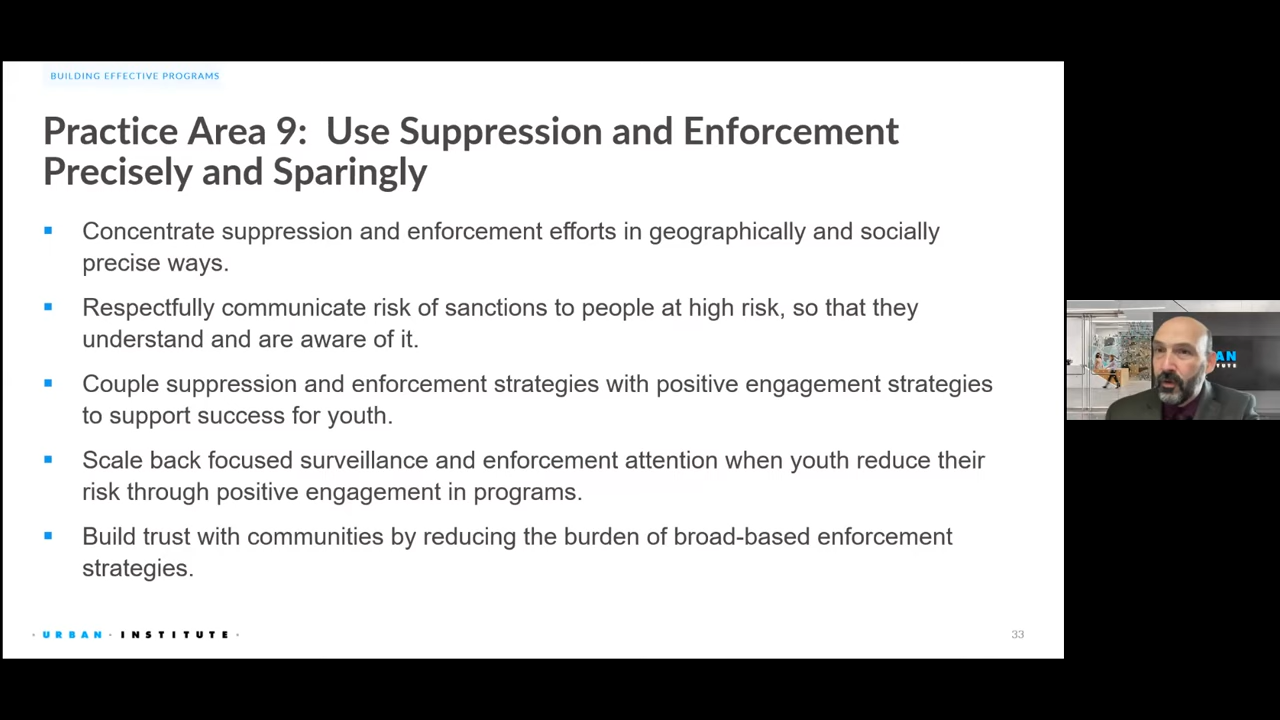 BUILDING EFFECTIVE PROGRAMS
Practice Area 9:  Use Suppression and Enforcement
Precisely and Sparingly
Concentrate suppression and enforcement efforts in geographically and socially
precise ways.
Respectfully communicate risk of sanctions to people at high risk, so that they
understand and are aware of it.
Couple suppression and enforcement strategies with positive engagement strategies
to support success for youth.
Scale back focused surveillance and enforcement attention when youth reduce their
risk through positive engagement in programs.
Build trust with communities by reducing the burden of broad-based enforcement
strategies.
· URBAN · INSTITUTE ·
33
AN
TUTE